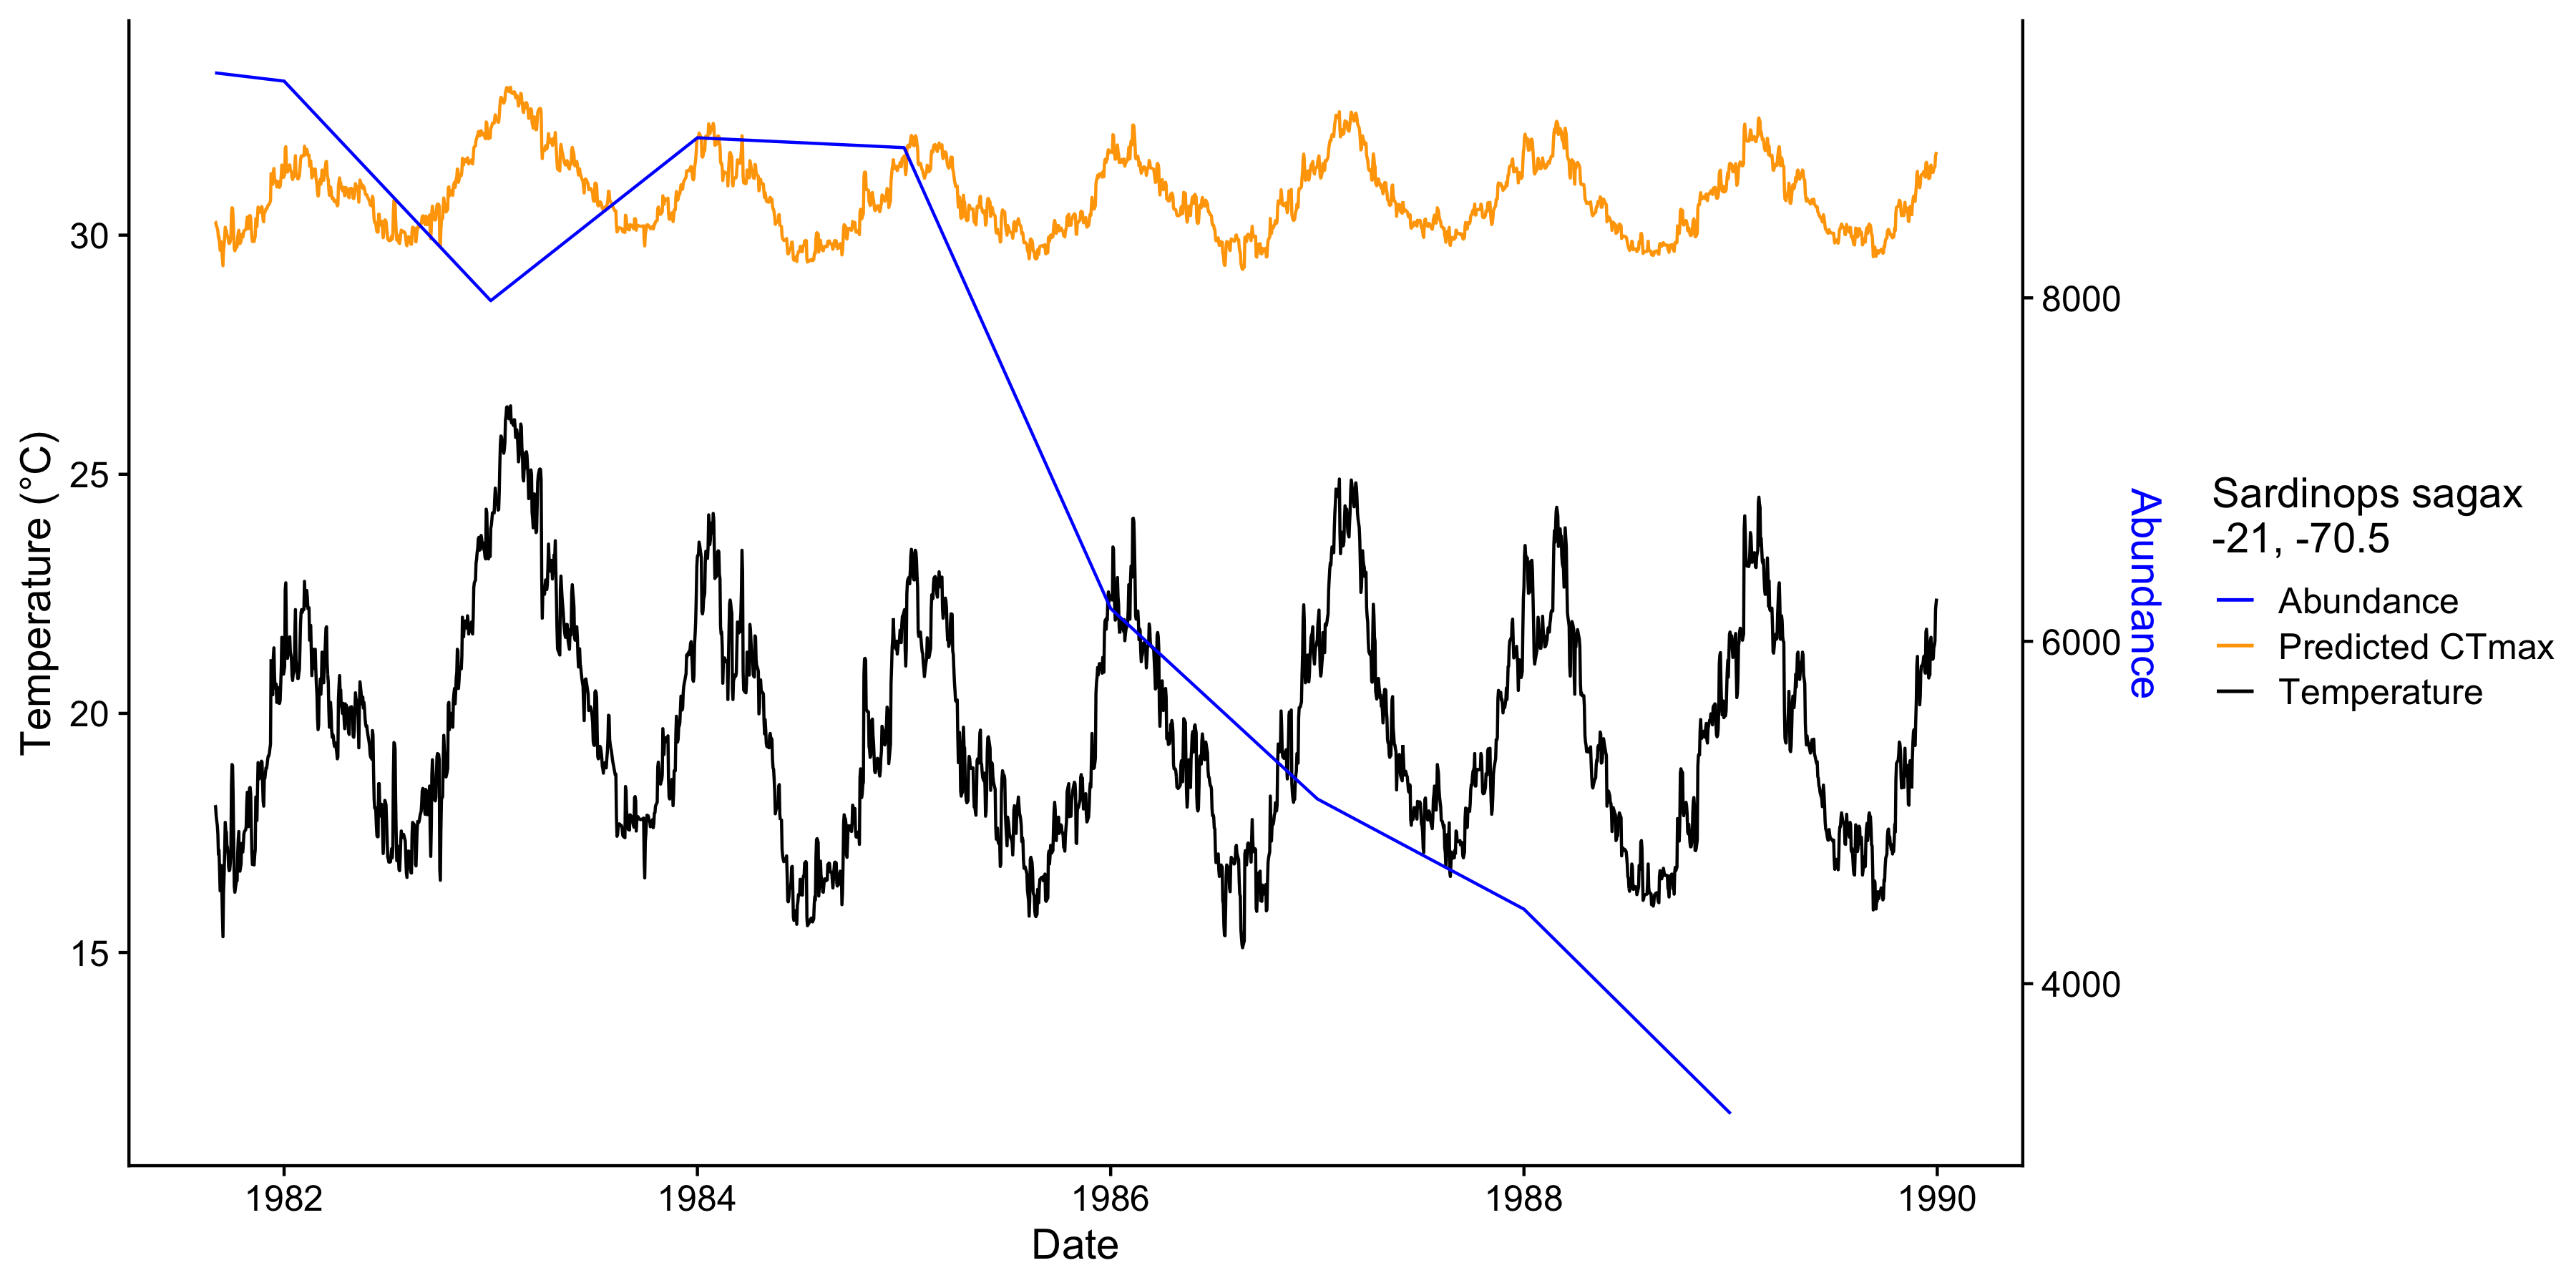 Temperature (°C)
30
25
20
15
1982
1984
1986
1988
1990
Date
8000
6000
4000
Abundance
Sardinops sagax
-21, -70.5
Abundance
Predicted CTmax
Temperature